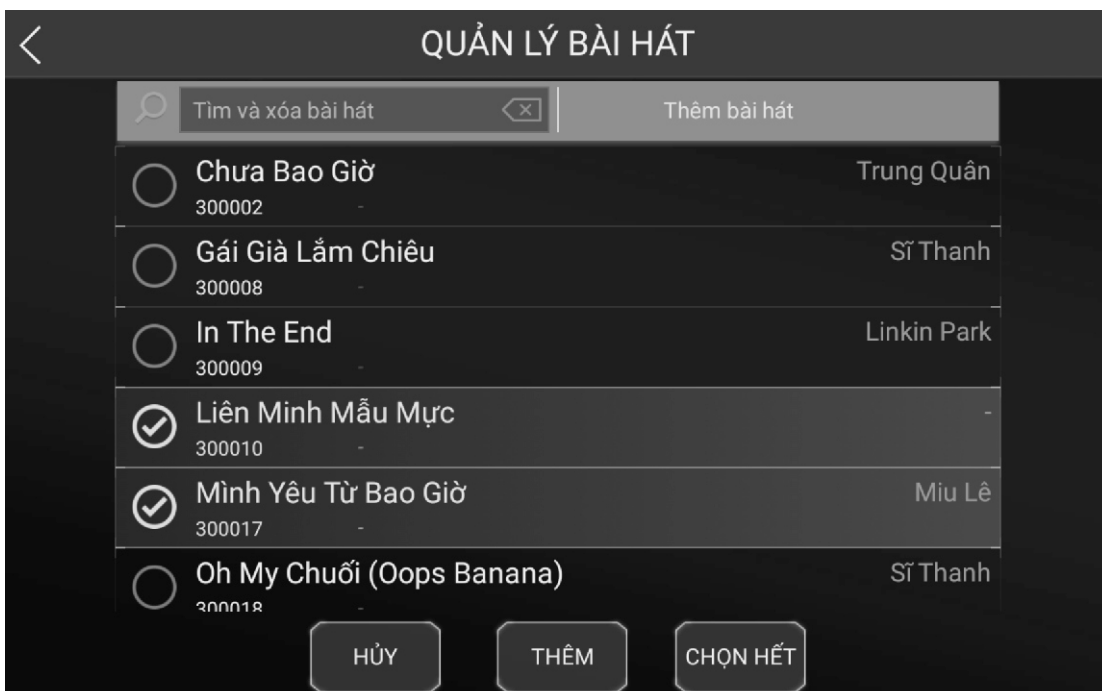 QUẢN LÝ BÀI HÁT
Tìm và xóa bài hát
Thêm bài hát
Chưa Bao Giờ
Trung Quân
300002 -
Gái Già Lắm Chiêu
Sĩ Thanh
300008 -
In The End
Linkin Park
300009 -
Liên Minh Mẫu Mực
-
300010 -
Mình Yêu Từ Bao Giờ
Miu Lê
300017 -
Oh My Chuối (Oops Banana)
Sĩ Thanh
300018 -
HỦY
THÊM
CHỌN HẾT